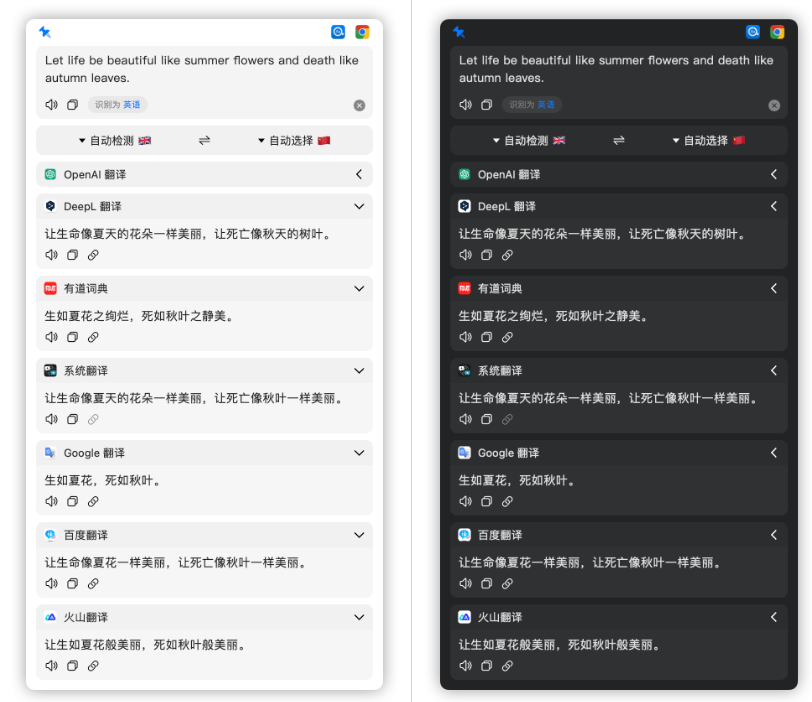 Let life be beautiful like summer flowers and death like
autumn leaves.
识别为 英语
自动检测 🇬🇧 自动选择 🇨🇳
OpenAI 翻译
DeepL 翻译
让生命像夏天的花朵一样美丽，让死亡像秋天的树叶。
有道词典
生如夏花之绚烂，死如秋叶之静美。
系统翻译
让生命像夏天的花朵一样美丽，让死亡像秋叶一样美丽。
Google 翻译
生如夏花，死如秋叶。
百度翻译
让生命像夏花一样美丽，让死亡像秋叶一样美丽。
火山翻译
让生如夏花般美丽，死如秋叶般美丽。
Let life be beautiful like summer flowers and death like
autumn leaves.
识别为 英语
自动检测 🇬🇧 自动选择 🇨🇳
OpenAI 翻译
DeepL 翻译
让生命像夏天的花朵一样美丽，让死亡像秋天的树叶。
有道词典
生如夏花之绚烂，死如秋叶之静美。
系统翻译
让生命像夏天的花朵一样美丽，让死亡像秋叶一样美丽。
Google 翻译
生如夏花，死如秋叶。
百度翻译
让生命像夏花一样美丽，让死亡像秋叶一样美丽。
火山翻译
让生如夏花般美丽，死如秋叶般美丽。